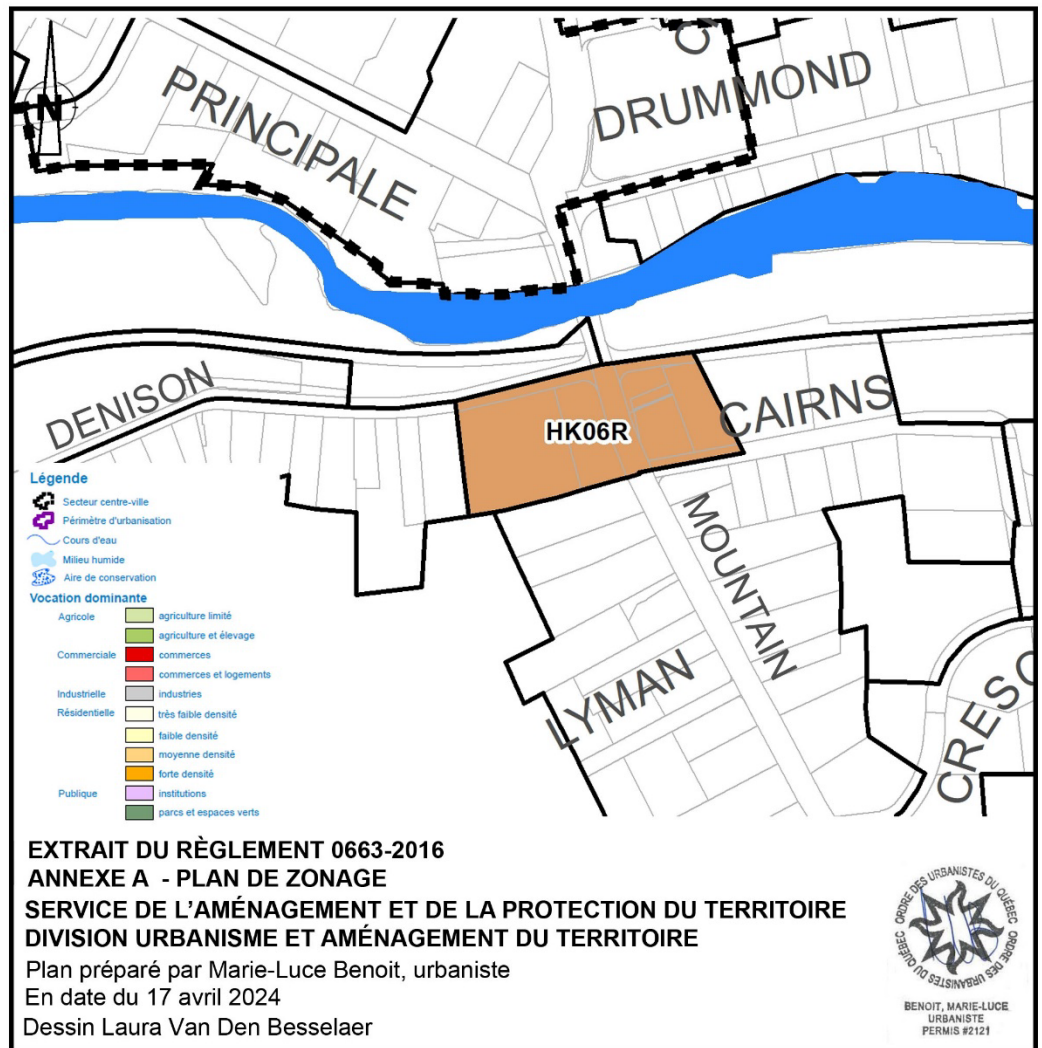 PRINCIPALE
DRUMMOND
N
DENISON
HK06R
CAIRNS
MOUNTAIN
LYMAN
CRESC
Légende
Secteur centre-ville
Périmètre d'urbanisation
Cours d'eau
Milieu humide
Aire de conservation
Vocation dominante
Agricole agriculture limité
agriculture et élevage
Commerciale commerces
commerces et logements
Industrielle industries
Résidentielle très faible densité
faible densité
moyenne densité
forte densité
Publique institutions
parcs et espaces verts
EXTRAIT DU RÈGLEMENT 0663-2016
ANNEXE A - PLAN DE ZONAGE
SERVICE DE L'AMÉNAGEMENT ET DE LA PROTECTION DU TERRITOIRE
DIVISION URBANISME ET AMÉNAGEMENT DU TERRITOIRE
Plan préparé par Marie-Luce Benoit, urbaniste
En date du 17 avril 2024
Dessin Laura Van Den Besselaer
ORDRE DES URBANISTES DU QUÉBEC ORDRE DES URBANISTES DU QUÉBEC
BENOIT, MARIE-LUCE
URBANISTE
PERMIS #2121